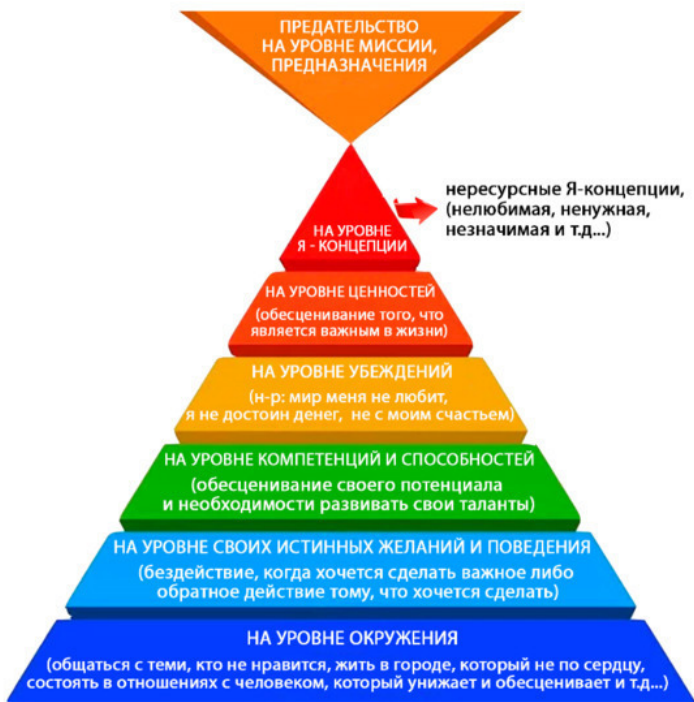 ПРЕДАТЕЛЬСТВО
НА УРОВНЕ МИССИИ,
ПРЕДНАЗНАЧЕНИЯ
нересурсные Я-концепции,
(нелюбимая, ненужная,
незначимая и т.д...)
НА УРОВНЕ
Я - КОНЦЕПЦИИ
НА УРОВНЕ ЦЕННОСТЕЙ
(обесценивание того, что
является важным в жизни)
НА УРОВНЕ УБЕЖДЕНИЙ
(н-р: мир меня не любит,
я не достоин денег, не с моим счастьем)
НА УРОВНЕ КОМПЕТЕНЦИЙ И СПОСОБНОСТЕЙ
(обесценивание своего потенциала
и необходимости развивать свои таланты)
НА УРОВНЕ СВОИХ ИСТИННЫХ ЖЕЛАНИЙ И ПОВЕДЕНИЯ
(бездействие, когда хочется сделать важное либо
обратное действие тому, что хочется сделать)
НА УРОВНЕ ОКРУЖЕНИЯ
(общаться с теми, кто не нравится, жить в городе, который не по сердцу,
состоять в отношениях с человеком, который унижает и обесценивает и т.д...)